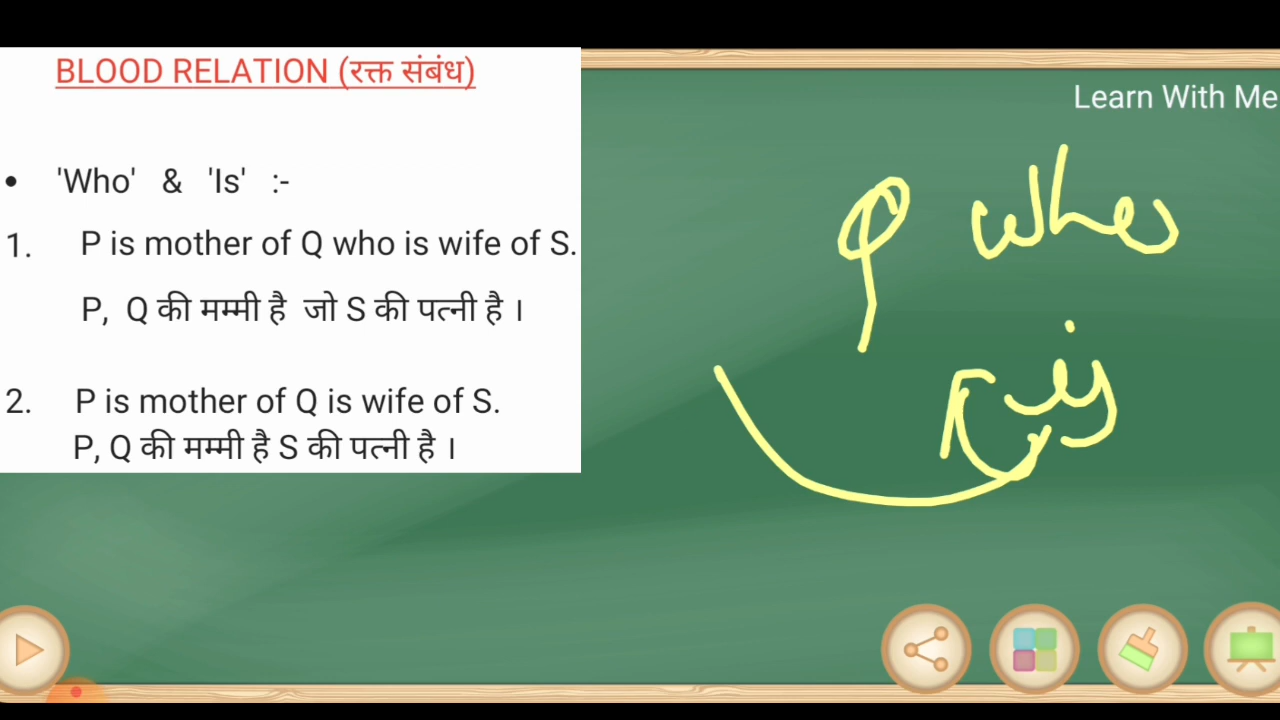 BLOOD RELATION (रक्त संबंध)
Learn With Me
• 'Who' & 'Is' :-
1. P is mother of Q who is wife of S.
P, Q की मम्मी है जो S की पत्नी है ।
2. P is mother of Q is wife of S.
P, Q की मम्मी है S की पत्नी है ।
P who
is